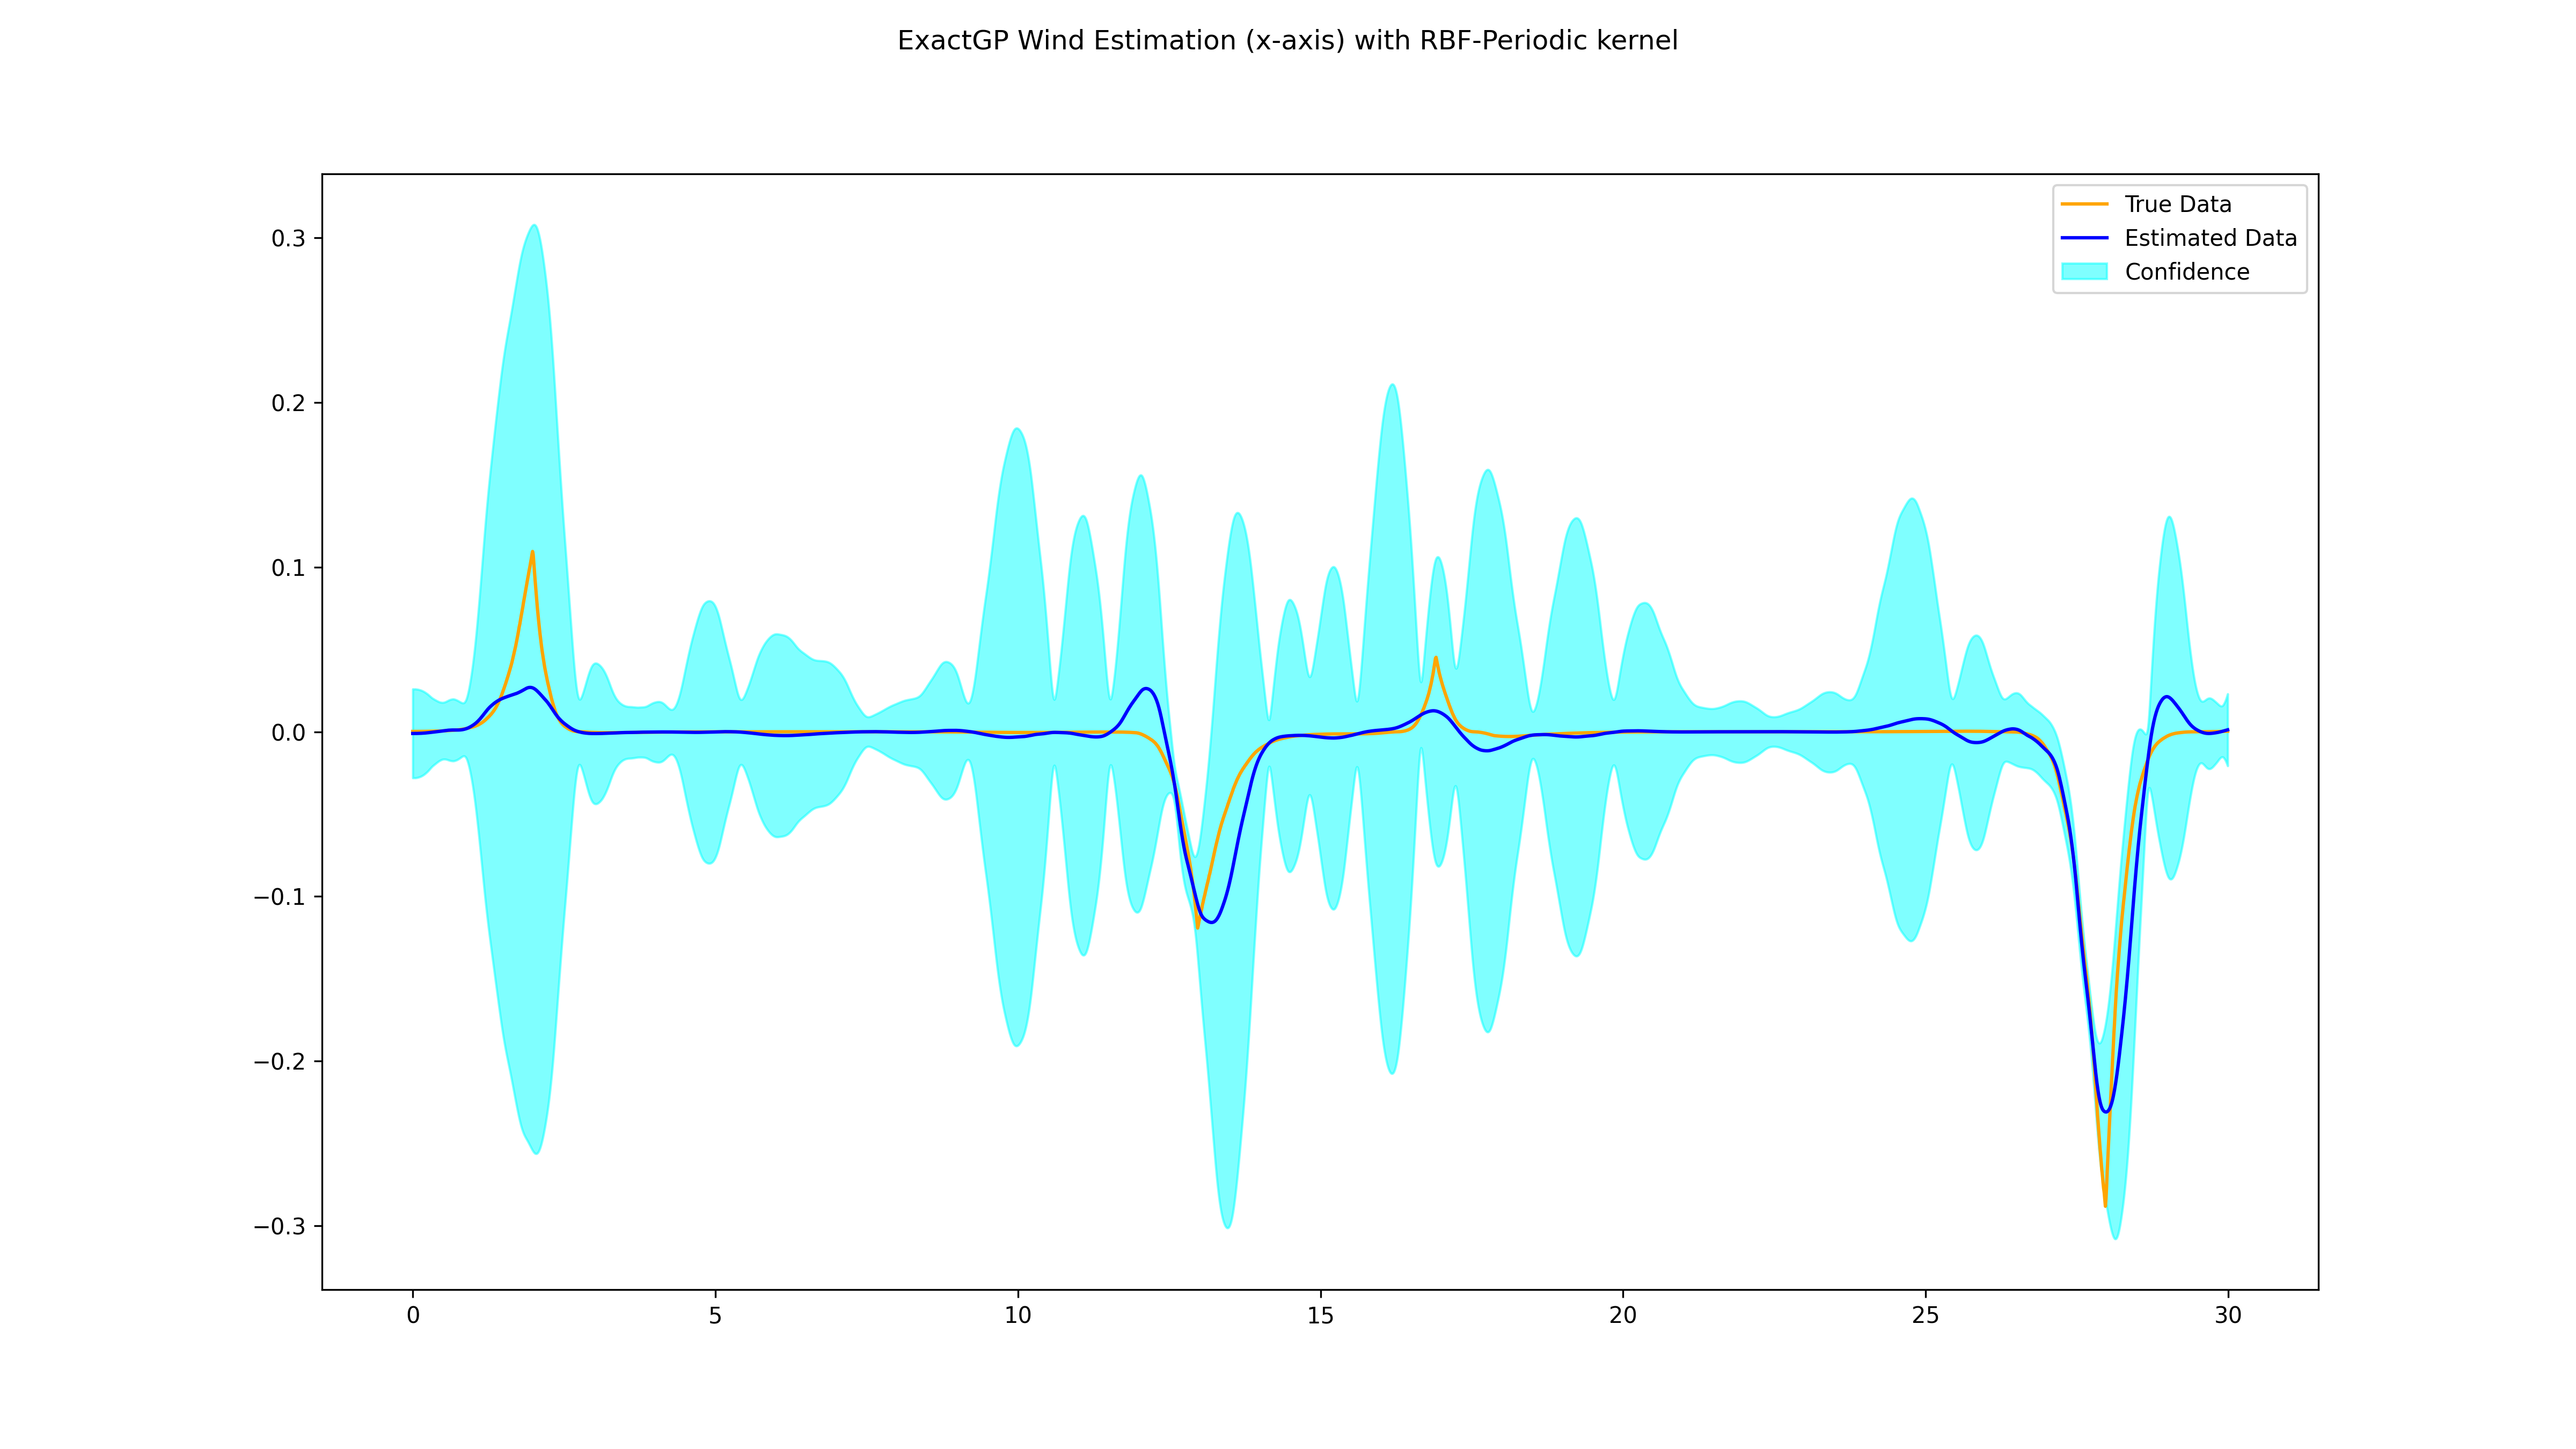 ExactGP Wind Estimation (x-axis) with RBF-Periodic kernel
True Data
Estimated Data
Confidence
0.3
0.2
0.1
0.0
−0.1
−0.2
−0.3
0 5 10 15 20 25 30